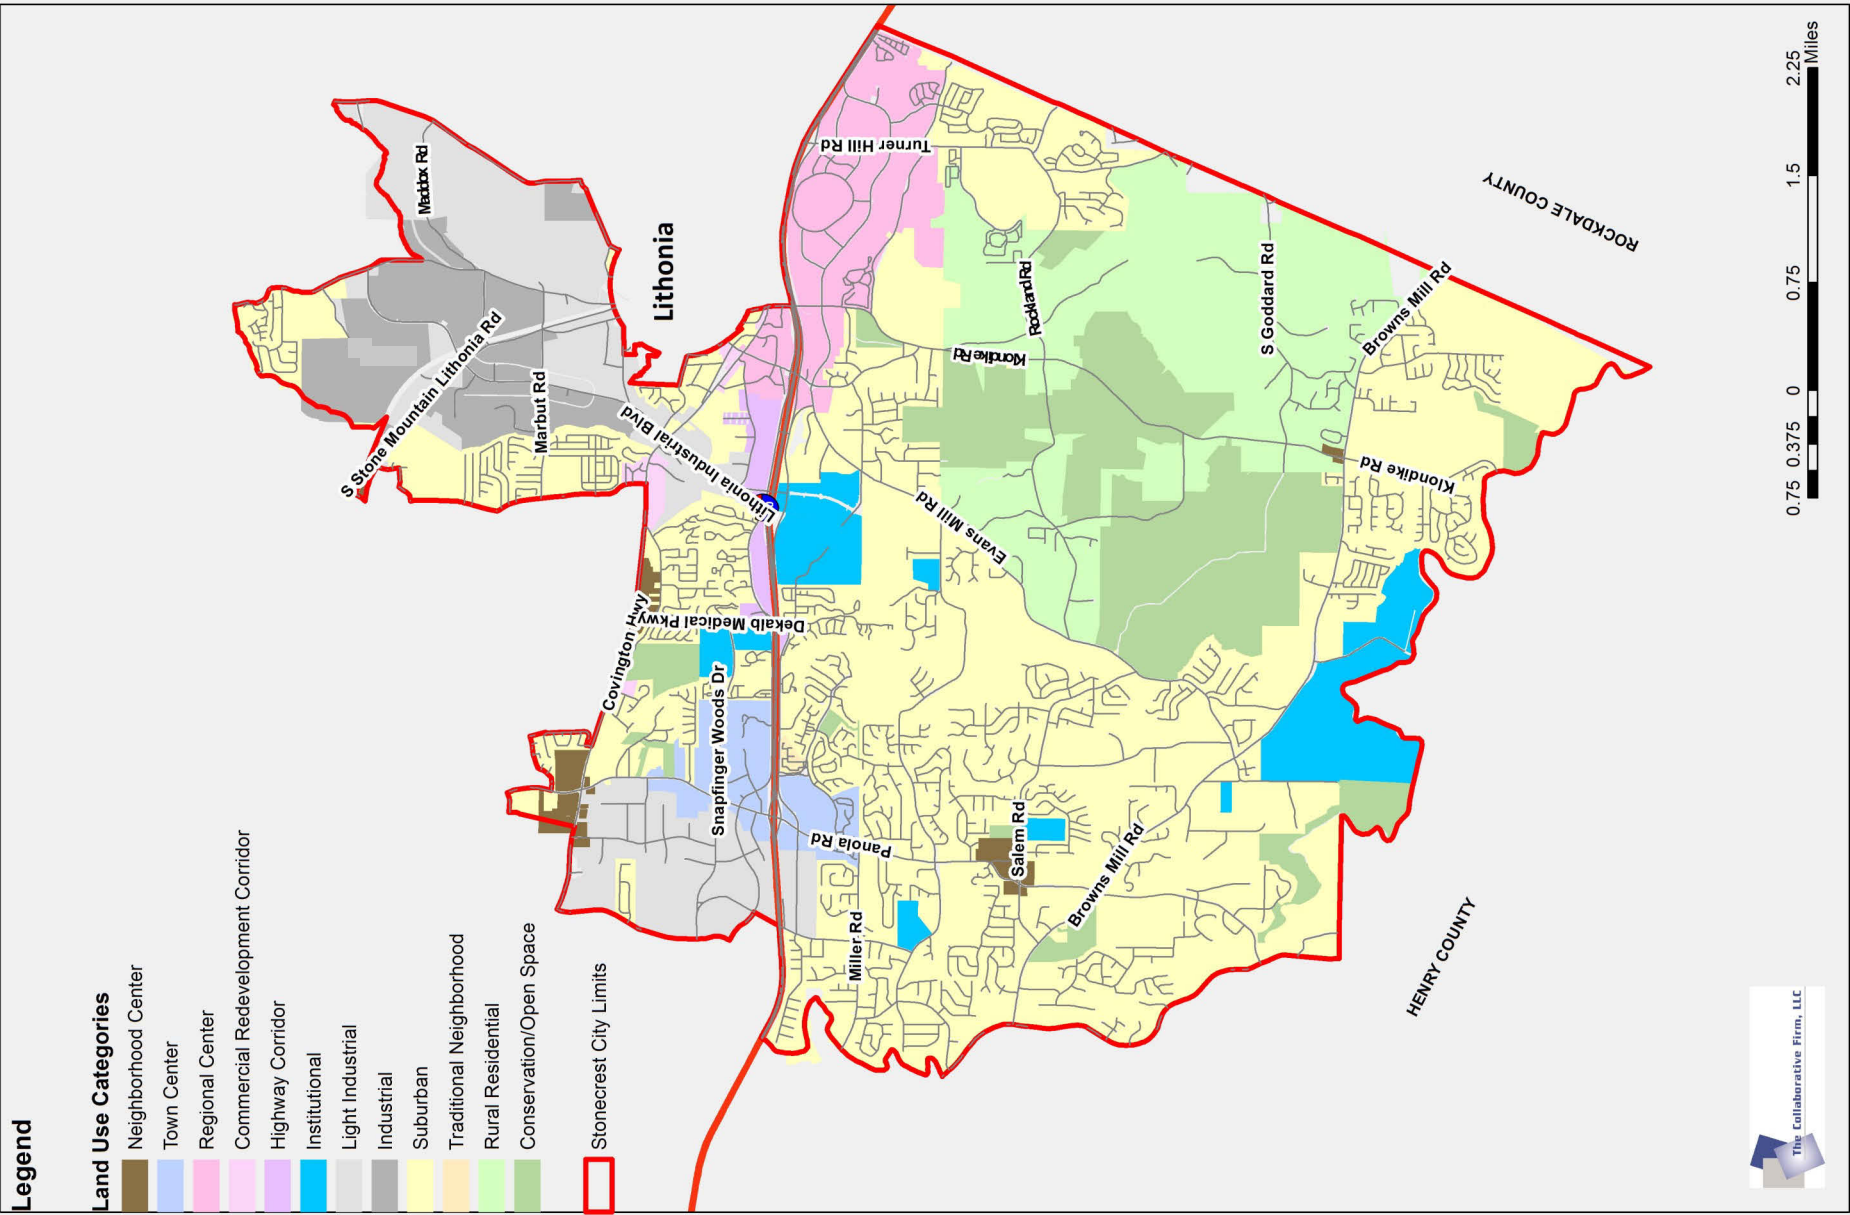 Legend
Land Use Categories
Neighborhood Center
Town Center
Regional Center
Commercial Redevelopment Corridor
Highway Corridor
Institutional
Light Industrial
Industrial
Suburban
Traditional Neighborhood
Rural Residential
Conservation/Open Space
Stonecrest City Limits
Maddox Rd
S Stone Mountain Lithonia Rd
Marbut Rd
Lithonia
Lithonia Industrial Blvd
Turner Hill Rd
Covington Hwy
Dekalb Medical Pkwy
Snapfinger Woods Dr
Panola Rd
Miller Rd
Salem Rd
Browns Mill Rd
Evans Mill Rd
Klondike Rd
Rockland Rd
S Goddard Rd
Browns Mill Rd
Klondike Rd
ROCKDALE COUNTY
HENRY COUNTY
0.75 0.375 0 0.75 1.5 2.25
Miles
The Collaborative Firm, LLC